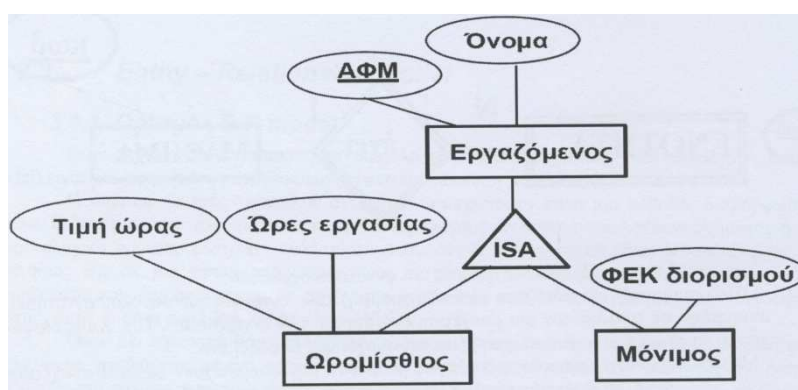 Όνομα
ΑΦΜ
Εργαζόμενος
Τιμή ώρας
Ώρες εργασίας
ISA
ΦΕΚ διορισμού
Ωρομίσθιος
Μόνιμος